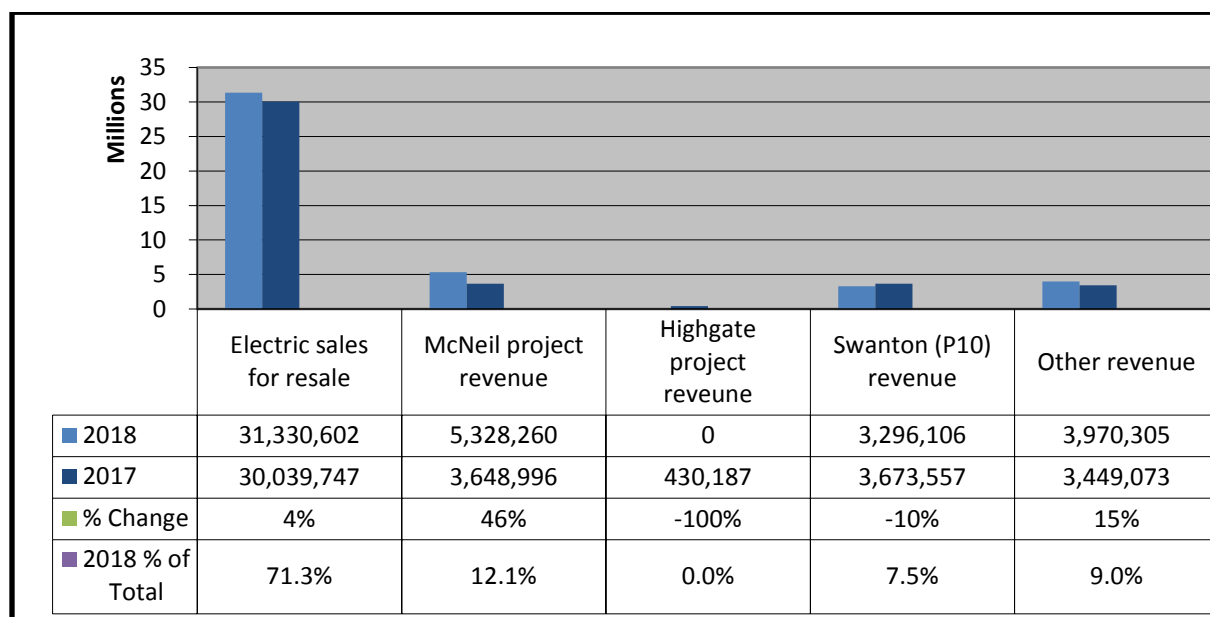 Millions
35
30
25
20
15
10
5
0
Electric sales
for resale
McNeil project
revenue
Highgate
project
reveune
Swanton (P10)
revenue
Other revenue
2018 31,330,602 5,328,260 0 3,296,106 3,970,305
2017 30,039,747 3,648,996 430,187 3,673,557 3,449,073
% Change 4% 46% -100% -10% 15%
2018 % of
Total
71.3% 12.1% 0.0% 7.5% 9.0%